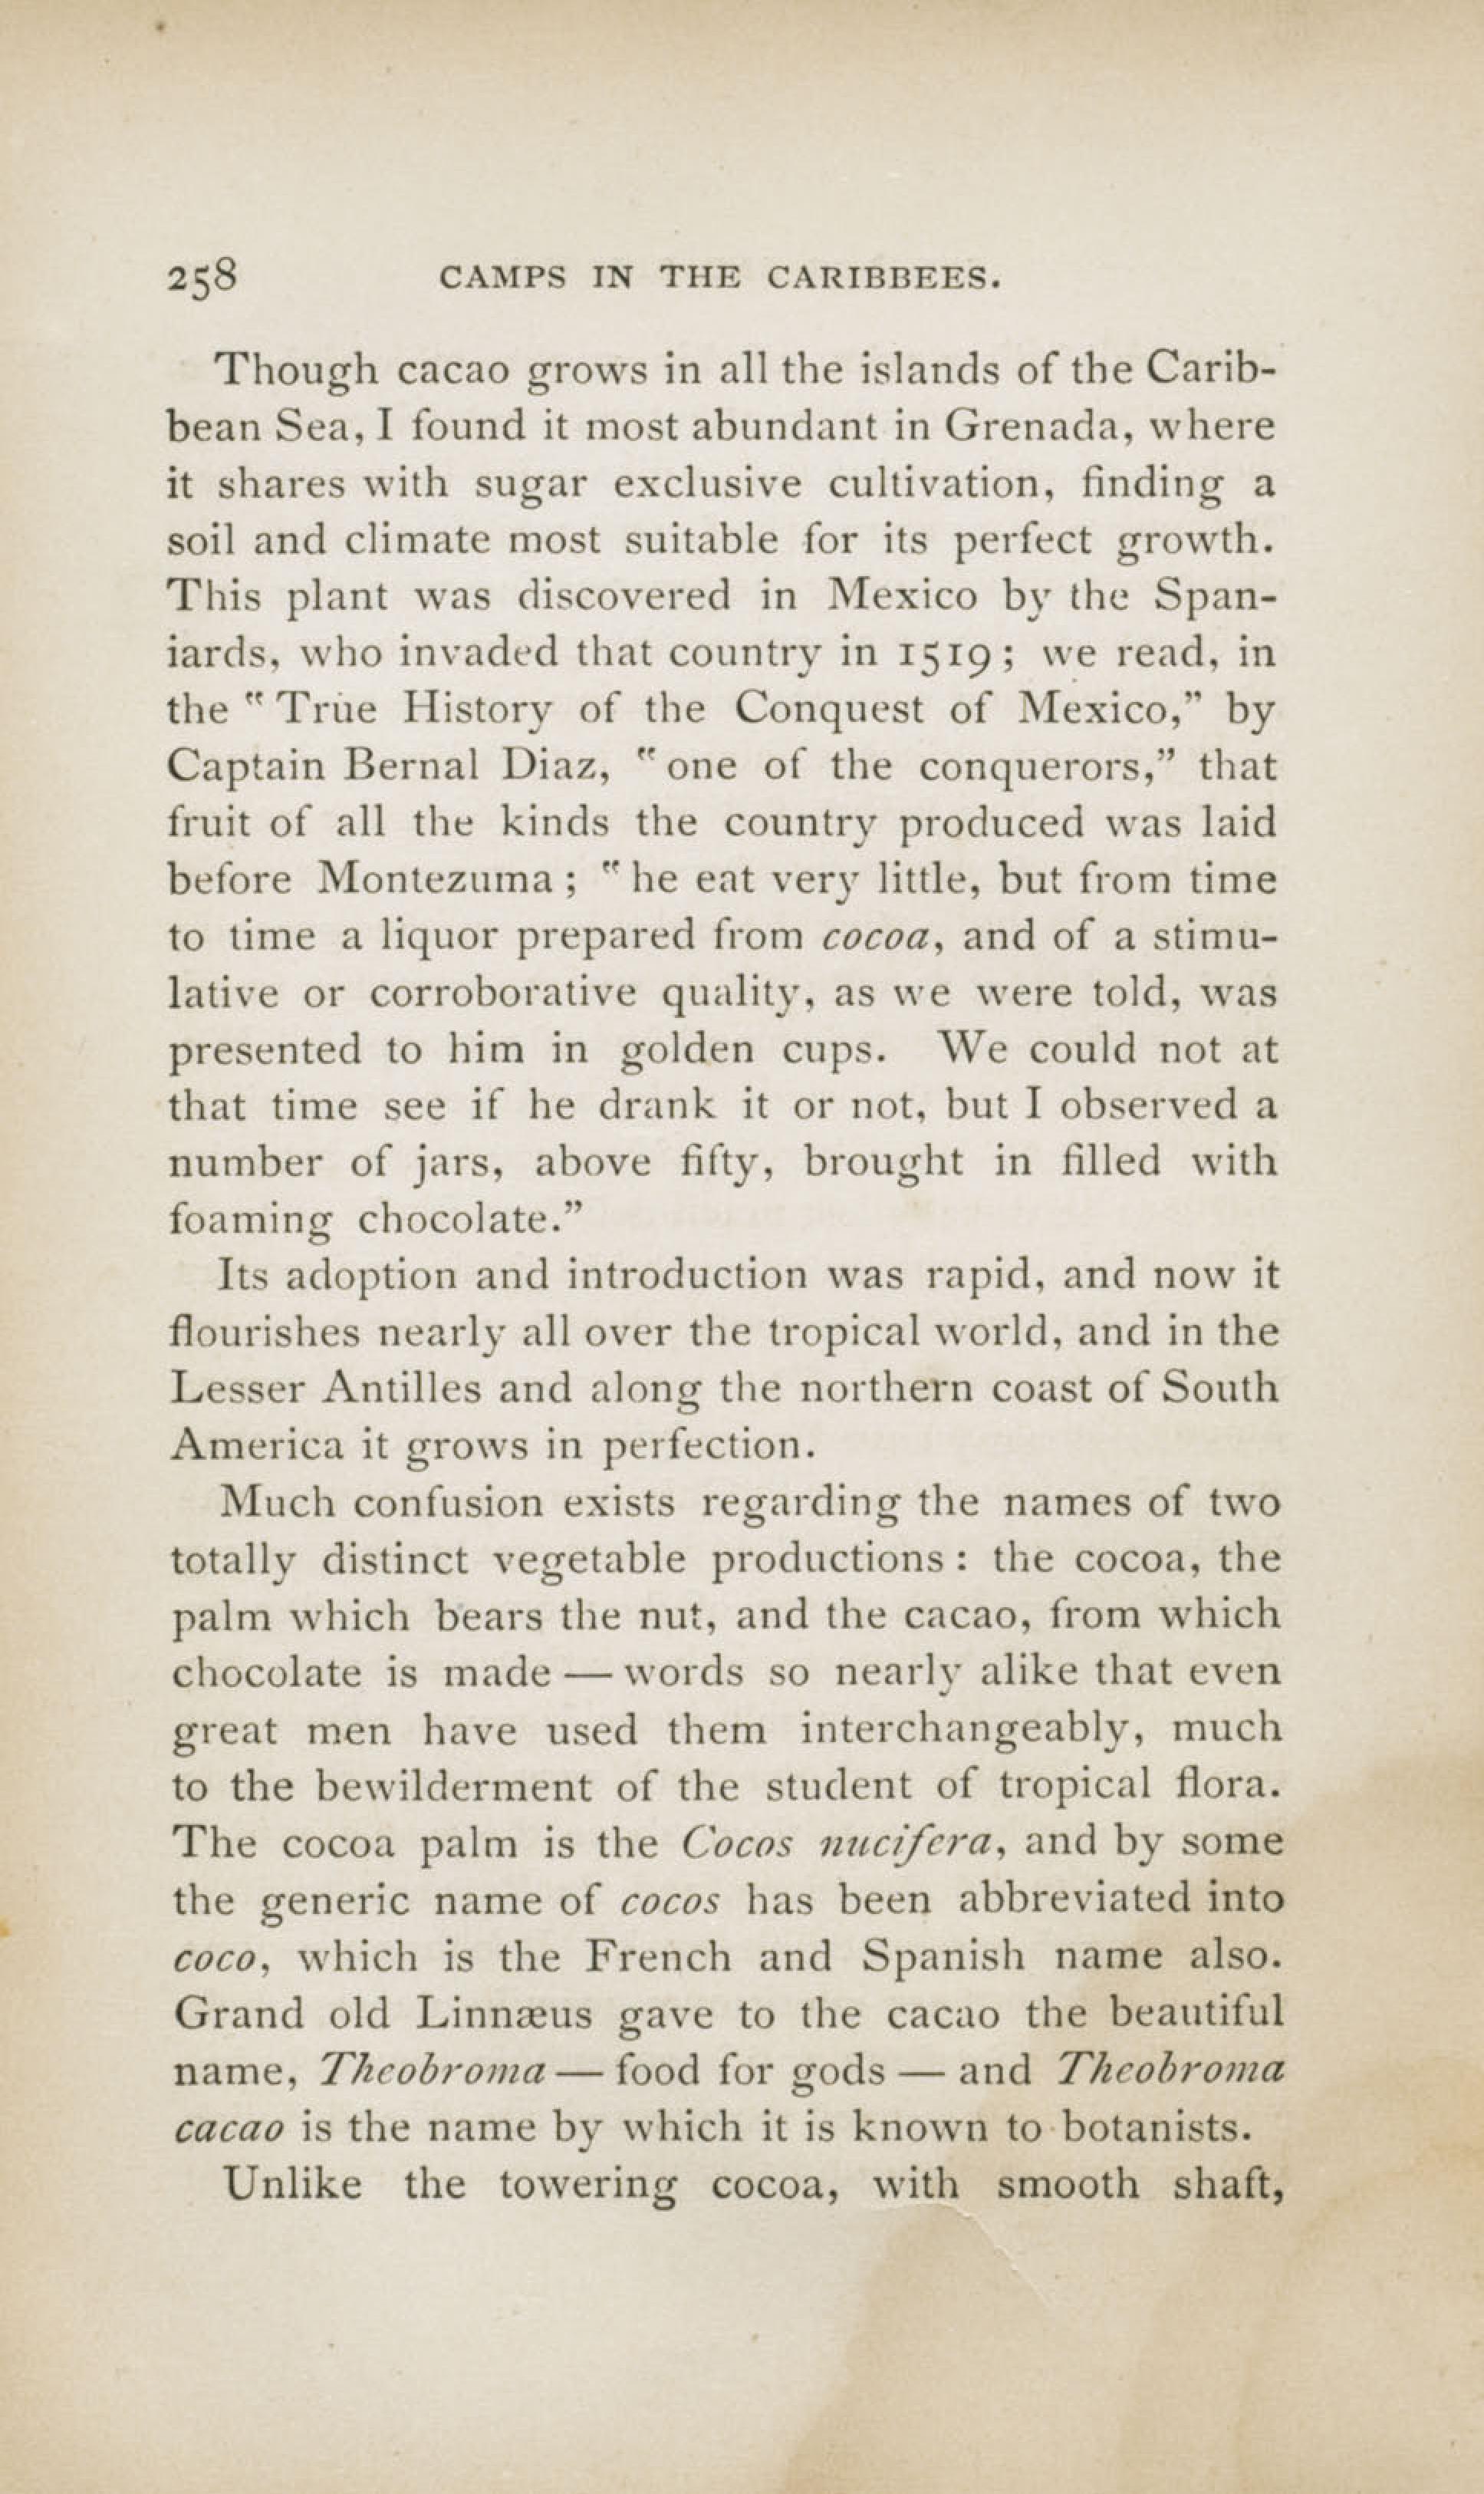 258 CAMPS IN THE CARIBBEES.
Though cacao grows in all the islands of the Carib-
bean Sea, I found it most abundant in Grenada, where
it shares with sugar exclusive cultivation, finding a
soil and climate most suitable for its perfect growth.
This plant was discovered in Mexico by the Span-
iards, who invaded that country in 1519; we read, in
the "True History of the Conquest of Mexico,” by
Captain Bernal Diaz, "one of the conquerors,” that
fruit of all the kinds the country produced was laid
before Montezuma; "he eat very little, but from time
to time a liquor prepared from cocoa, and of a stimu-
lative or corroborative quality, as we were told, was
presented to him in golden cups. We could not at
that time see if he drank it or not, but I observed a
number of jars, above fifty, brought in filled with
foaming chocolate.”
Its adoption and introduction was rapid, and now it
flourishes nearly all over the tropical world, and in the
Lesser Antilles and along the northern coast of South
America it grows in perfection.
Much confusion exists regarding the names of two
totally distinct vegetable productions: the cocoa, the
palm which bears the nut, and the cacao, from which
chocolate is made — words so nearly alike that even
great men have used them interchangeably, much
to the bewilderment of the student of tropical flora.
The cocoa palm is the Cocos nucifera, and by some
the generic name of cocos has been abbreviated into
coco, which is the French and Spanish name also.
Grand old Linnæus gave to the cacao the beautiful
name, Theobroma — food for gods — and Theobroma
cacao is the name by which it is known to botanists.
Unlike the towering cocoa, with smooth shaft,